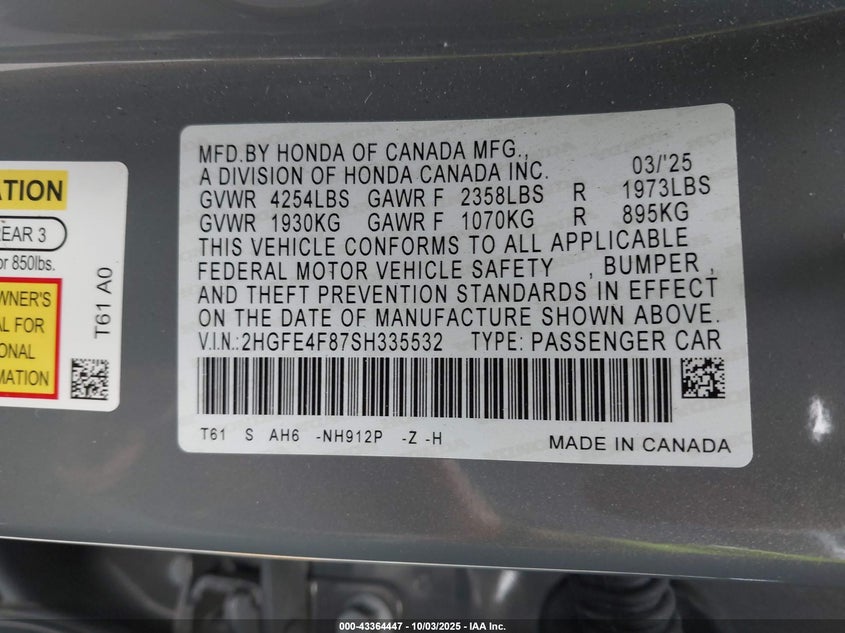 MFD.BY HONDA OF CANADA MFG.,
A DIVISION OF HONDA CANADA INC. 03/'25
GVWR 4254LBS GAWR F 2358LBS R 1973LBS
GVWR 1930KG GAWR F 1070KG R 895KG
THIS VEHICLE CONFORMS TO ALL APPLICABLE
FEDERAL MOTOR VEHICLE SAFETY , BUMPER ,
AND THEFT PREVENTION STANDARDS IN EFFECT
ON THE DATE OF MANUFACTURE SHOWN ABOVE.
V.I.N.:2HGFE4F87SH335532 TYPE: PASSENGER CAR
T61 S AH6 -NH912P -Z -H
MADE IN CANADA
ATION
REAR 3
or 850lbs.
WNER'S
AL FOR
IONAL
MATION
T61 A0
000-43364447 - 10/03/2025 - IAA Inc.